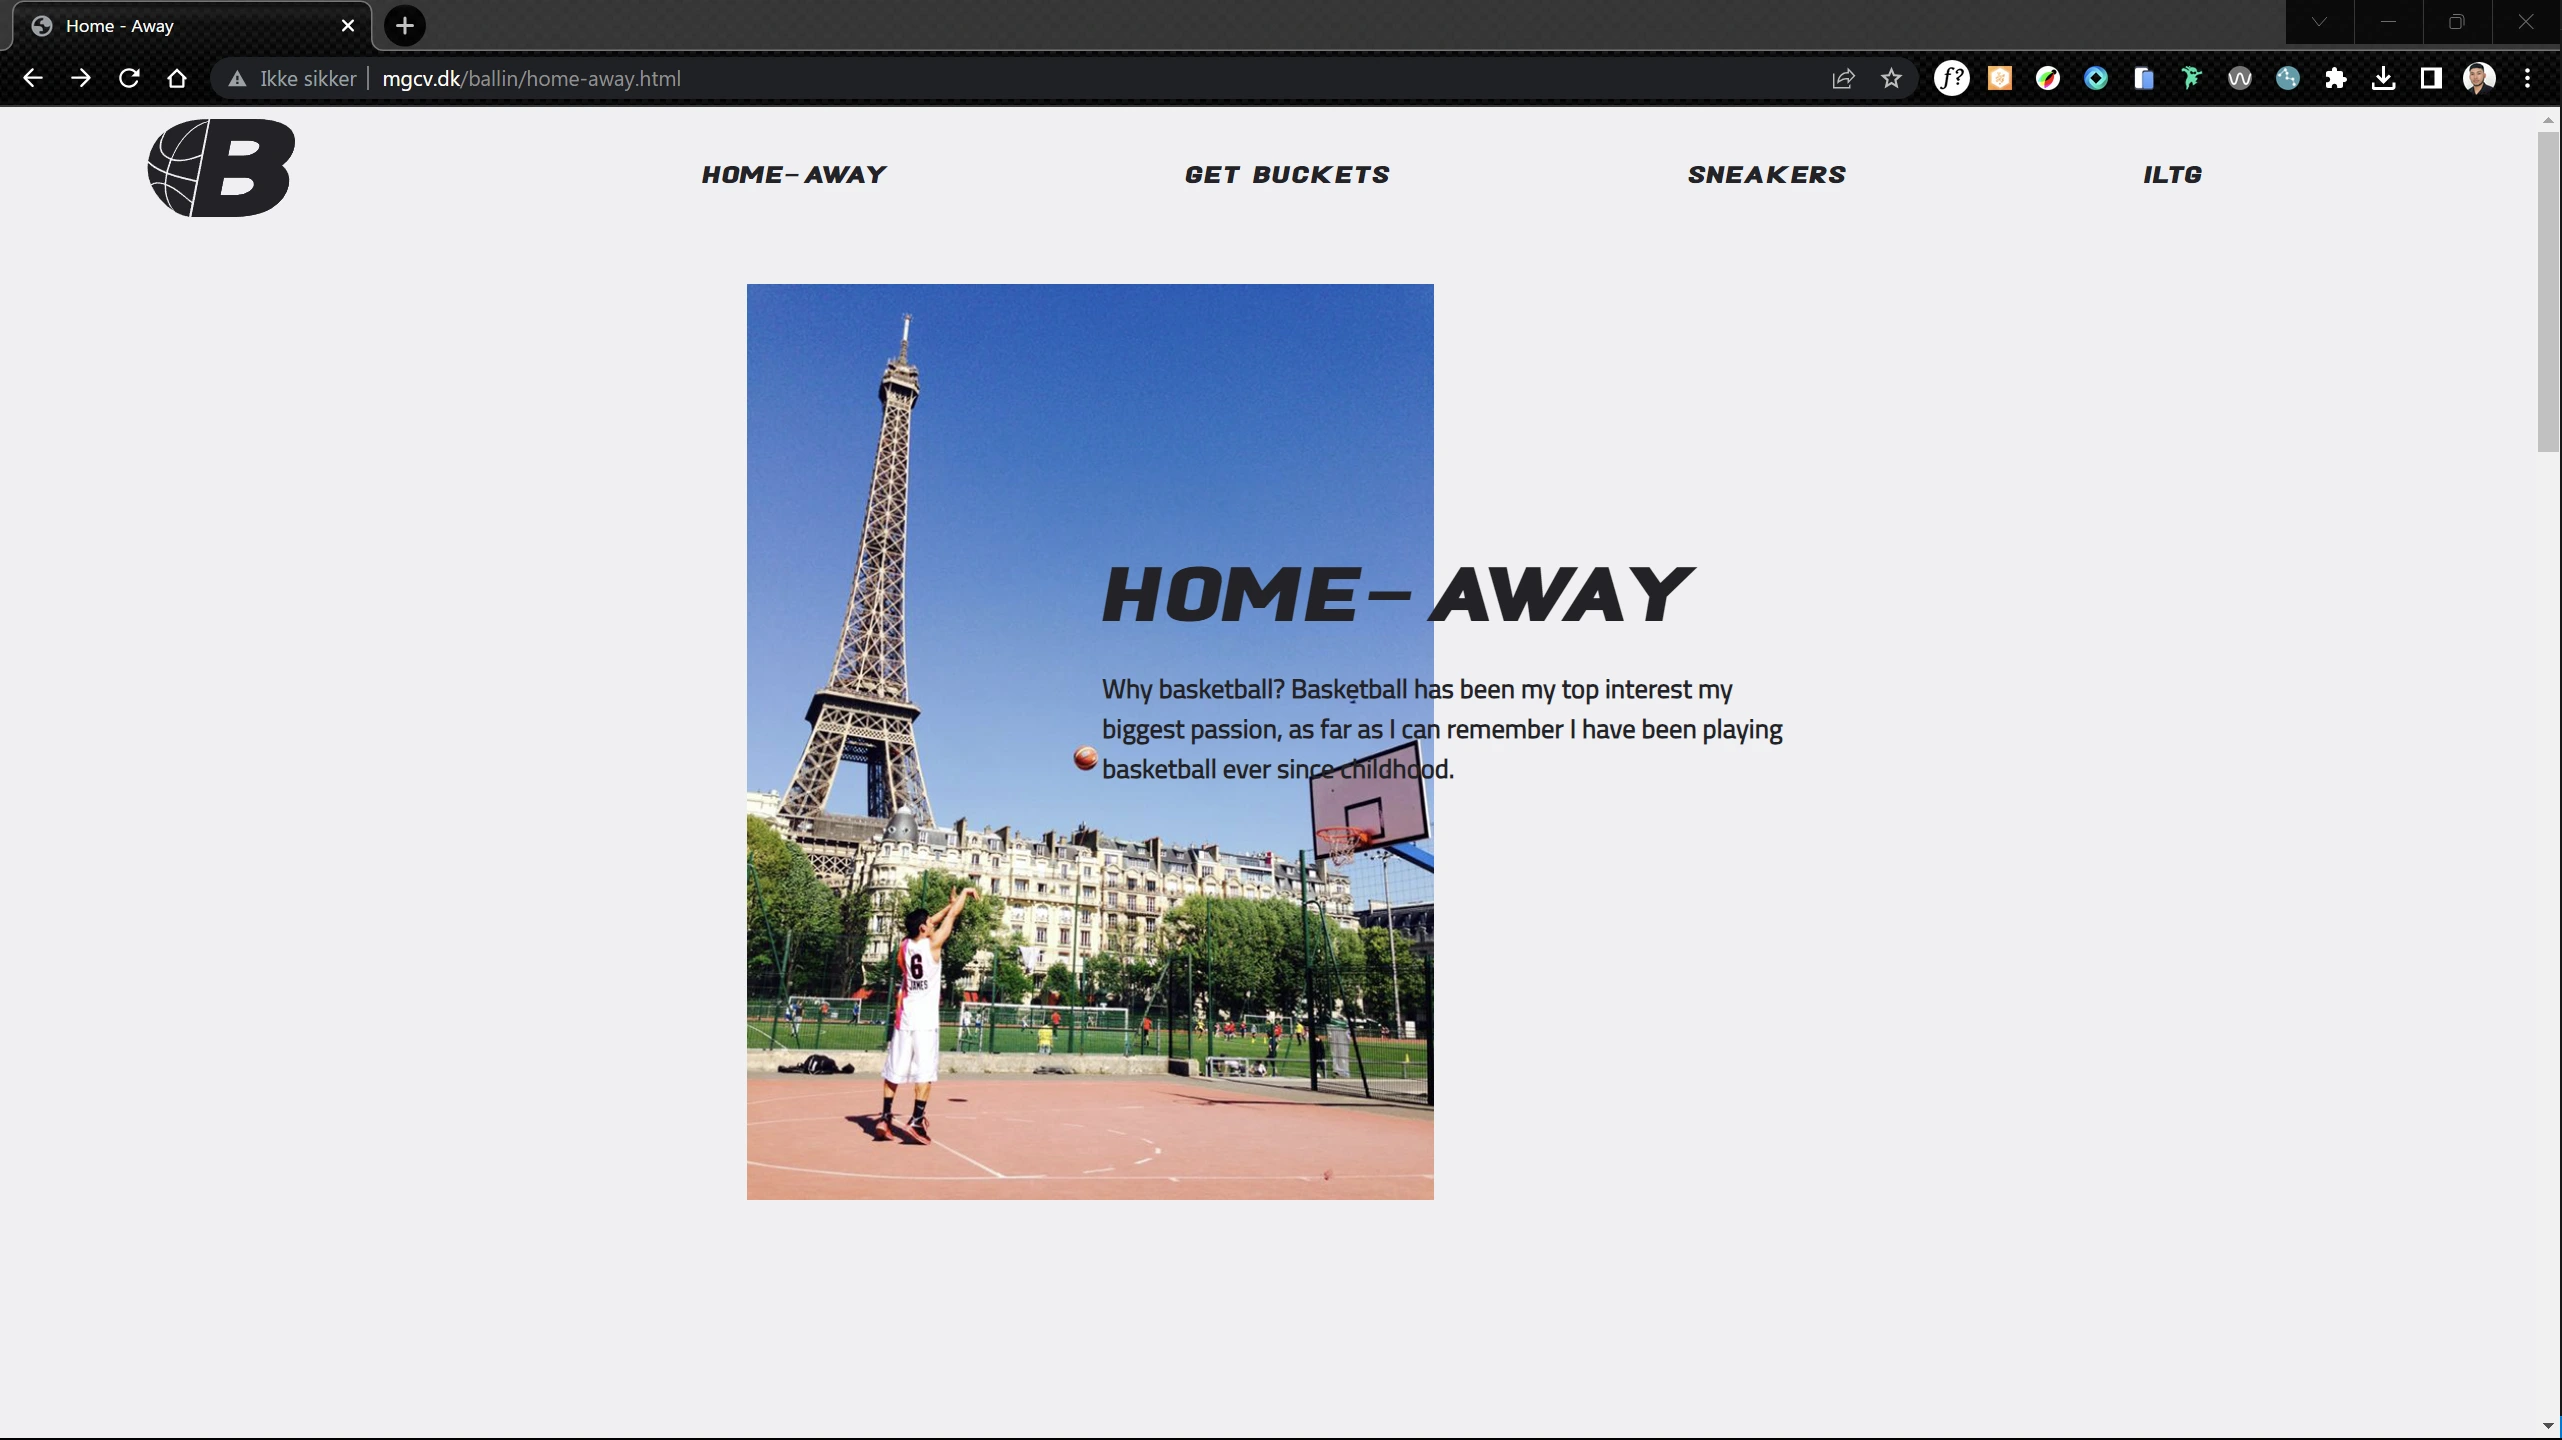 Home - Away
Ikke sikker
mgcv.dk/ballin/home-away.html
f?
B
HOME-AWAY
GET BUCKETS
SNEAKERS
ILTG
HOME-AWAY
Why basketball? Basketball has been my top interest my
biggest passion, as far as I can remember I have been playing
basketball ever since childhood.
6
JAMES